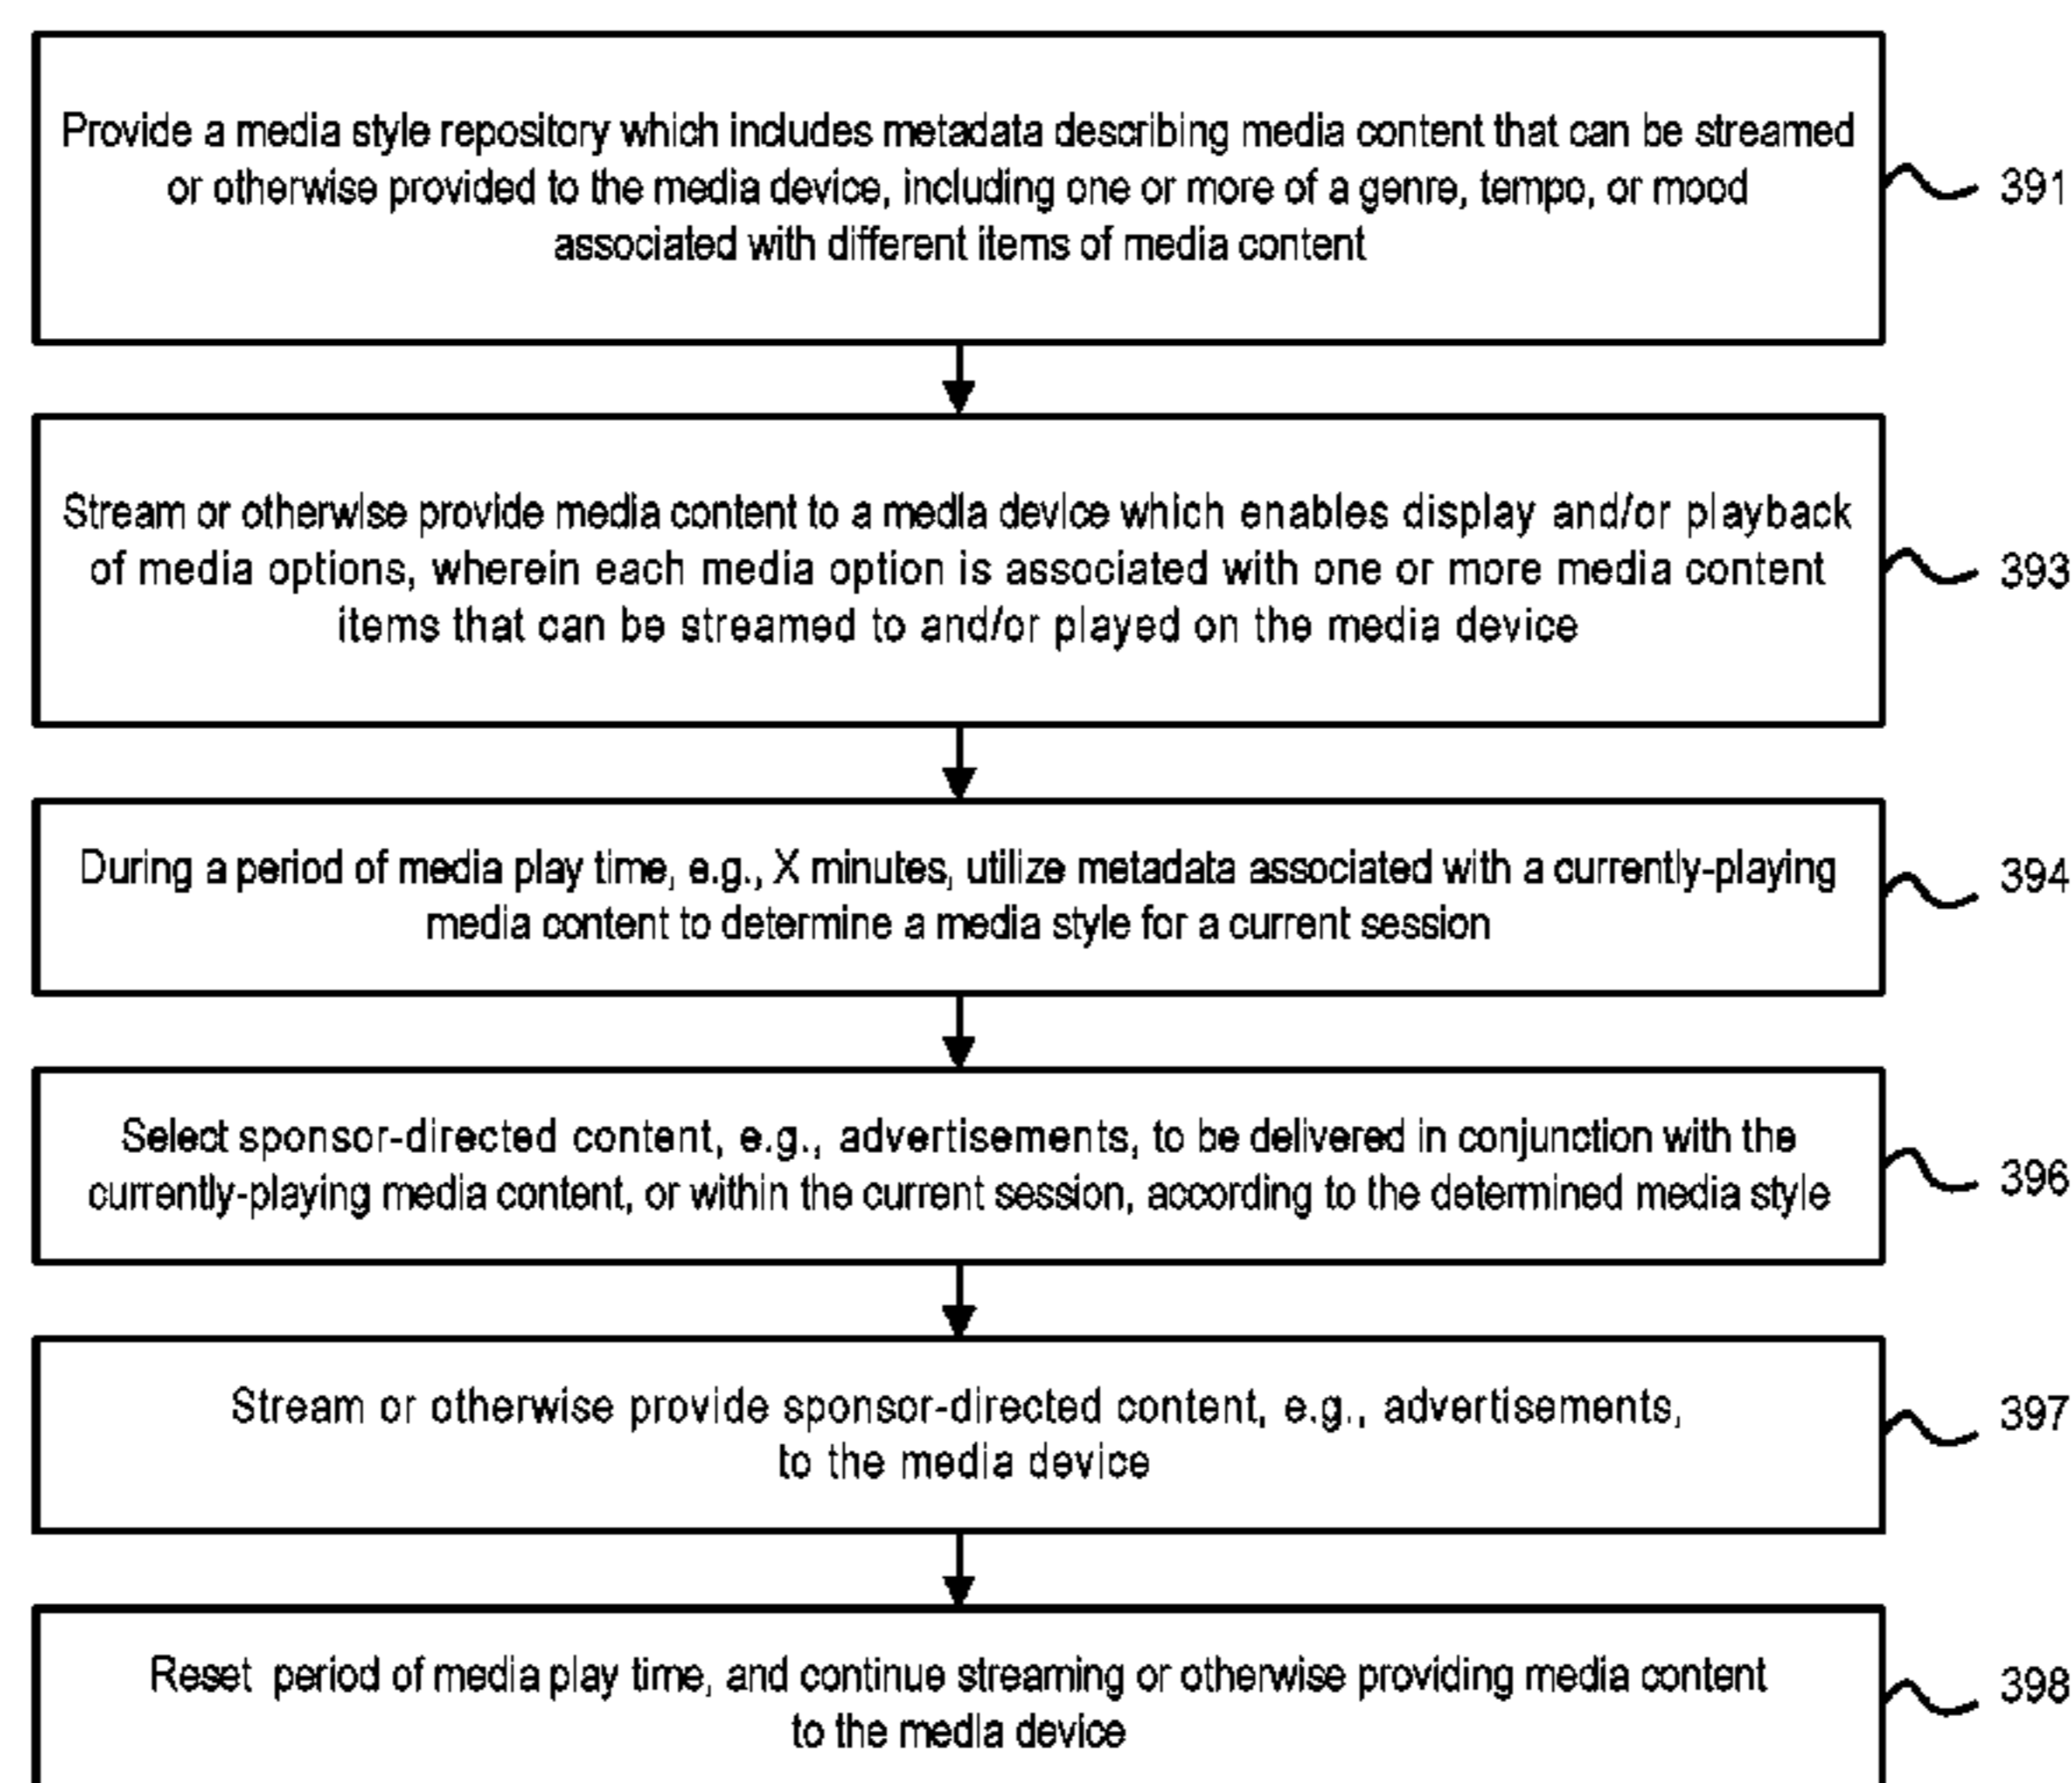 Provide a media style repository which includes metadata describing media content that can be streamed
or otherwise provided to the media device, including one or more of a genre, tempo, or mood
associated with different items of media content
391
Stream or otherwise provide media content to a media device which enables display and/or playback
of media options, wherein each media option is associated with one or more media content
items that can be streamed to and/or played on the media device
393
During a period of media play time, e.g., X minutes, utilize metadata associated with a currently-playing
media content to determine a media style for a current session
394
Select sponsor-directed content, e.g., advertisements, to be delivered in conjunction with the
currently-playing media content, or within the current session, according to the determined media style
396
Stream or otherwise provide sponsor-directed content, e.g., advertisements,
to the media device
397
Reset period of media play time, and continue streaming or otherwise providing media content
to the media device
398